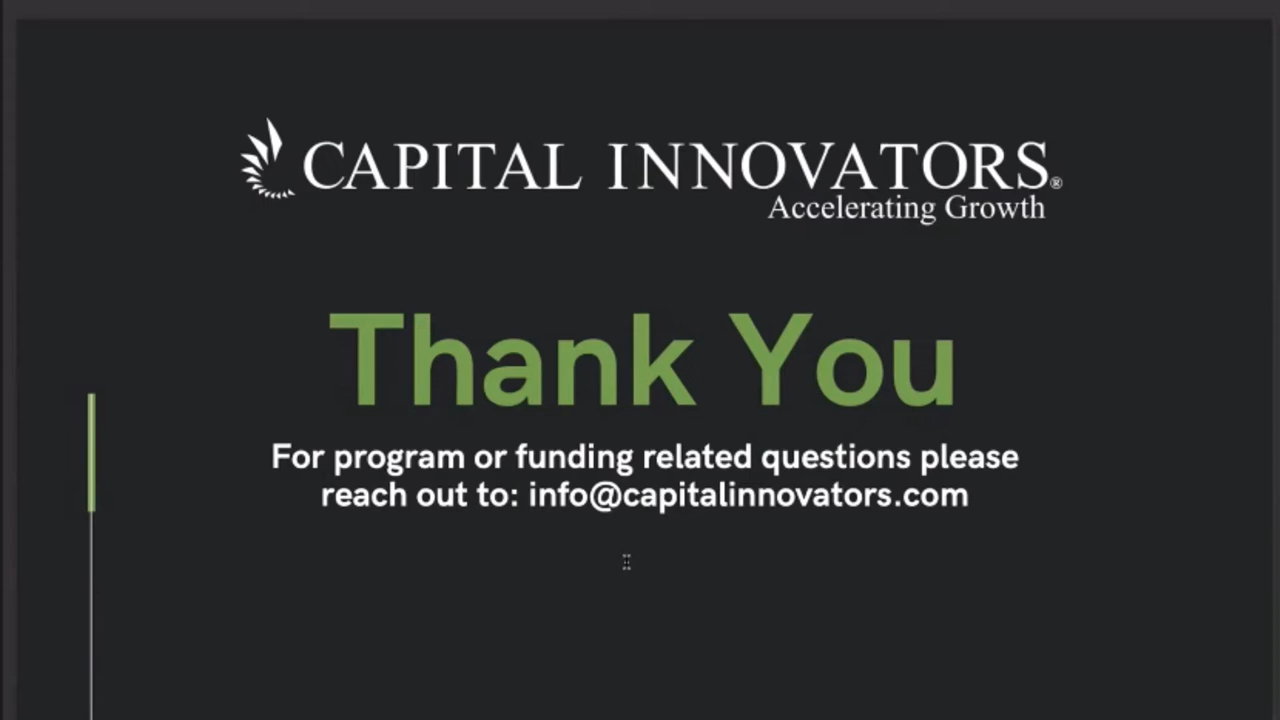 CAPITAL INNOVATORS®
Accelerating Growth
Thank You
For program or funding related questions please
reach out to: info@capitalinnovators.com